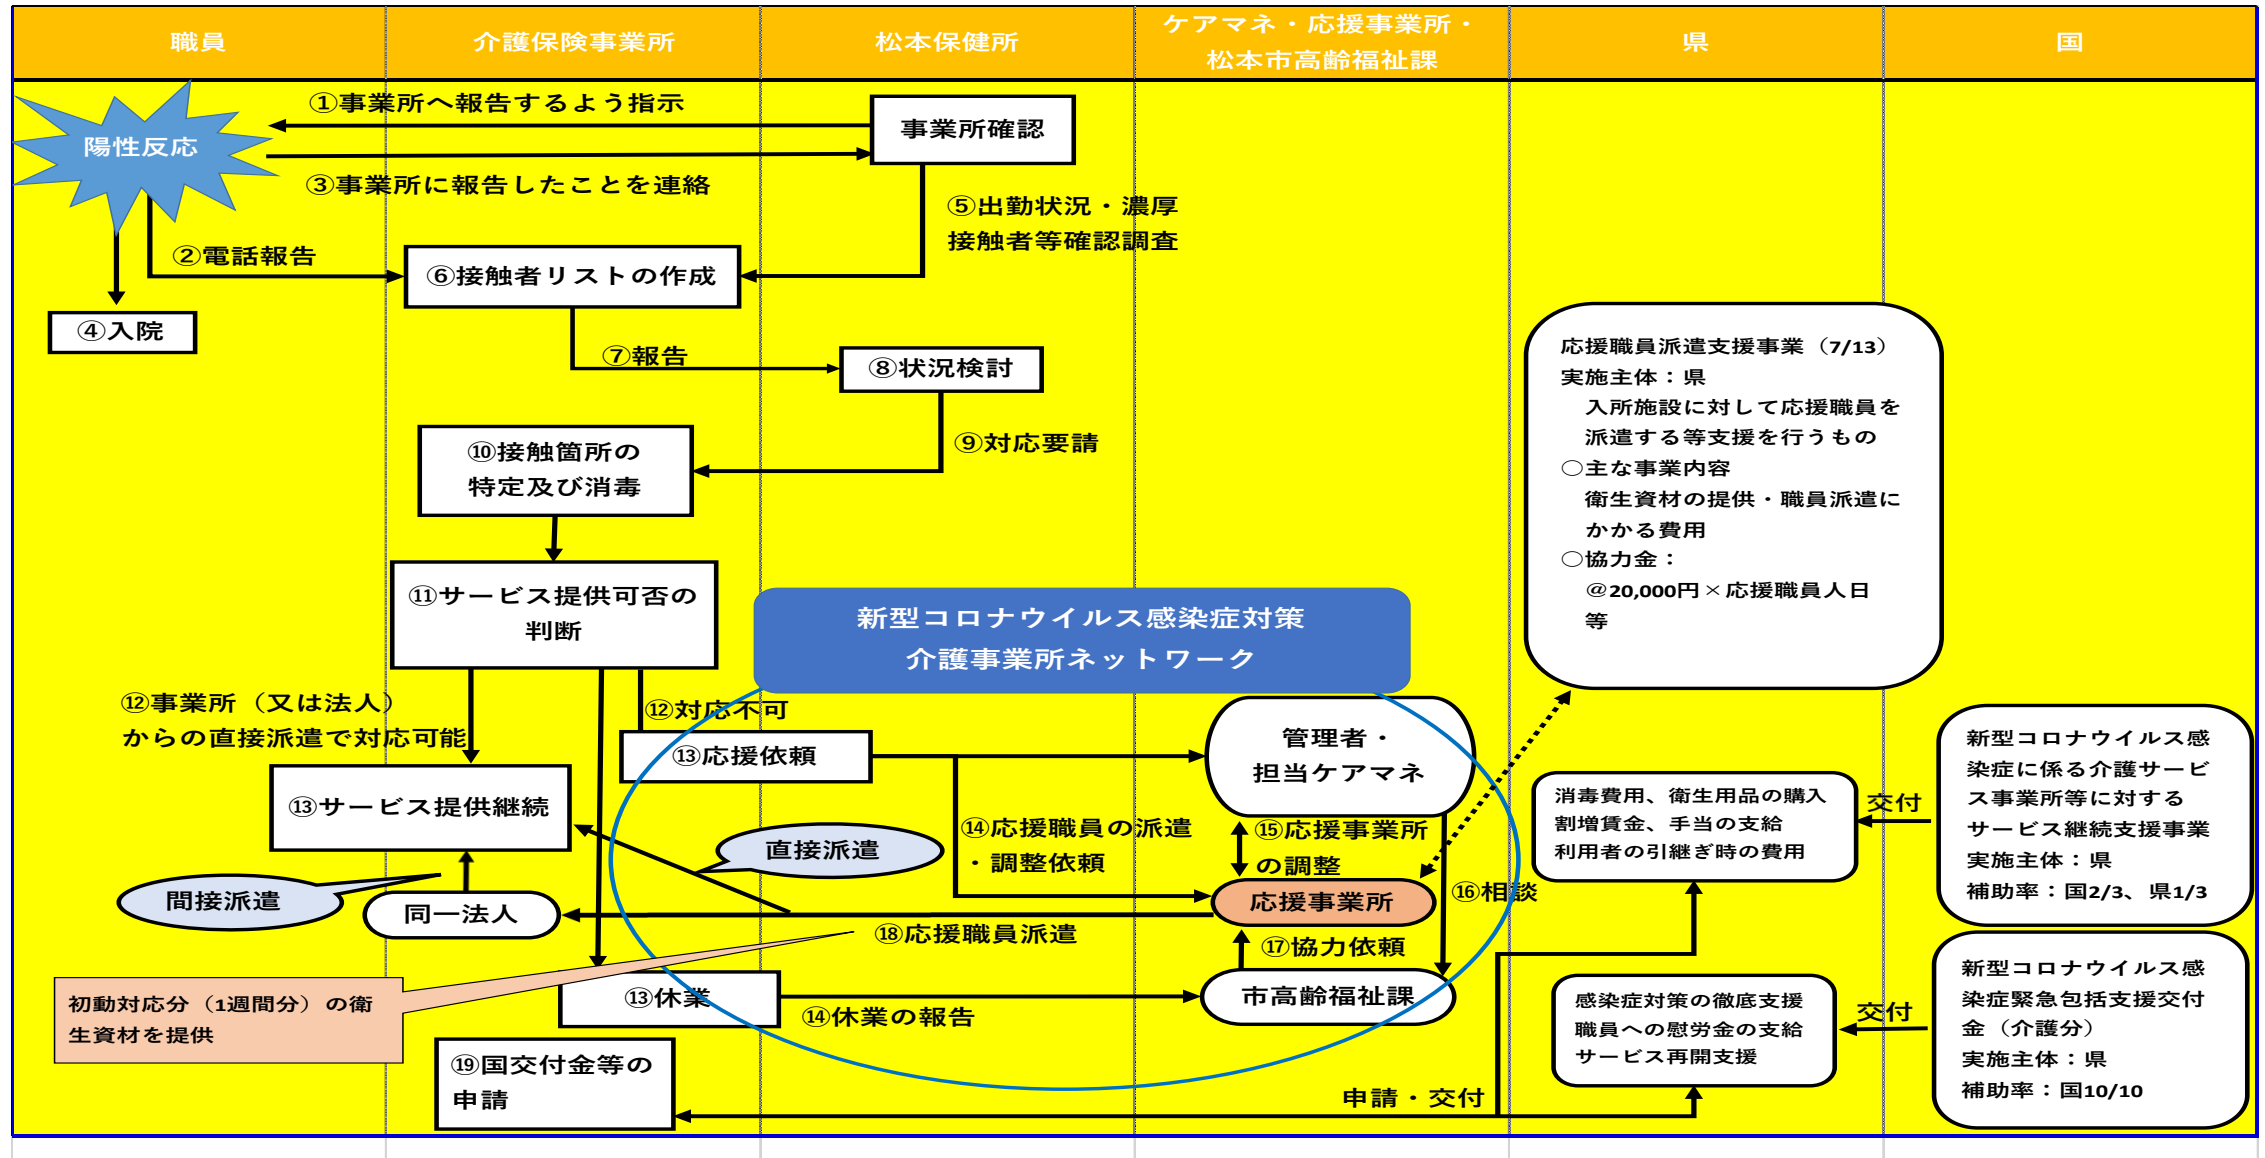 職員
介護保険事業所
松本保健所
ケアマネ・応援事業所・
松本市高齢福祉課
県
国
陽性反応
①事業所へ報告するよう指示
事業所確認
③事業所に報告したことを連絡
②電話報告
⑤出勤状況・濃厚
接触者等確認調査
⑥接触者リストの作成
④入院
⑦報告
⑧状況検討
⑨対応要請
⑩接触箇所の
特定及び消毒
⑪サービス提供可否の
判断
新型コロナウイルス感染症対策
介護事業所ネットワーク
⑫事業所（又は法人）
からの直接派遣で対応可能
⑫対応不可
⑬応援依頼
管理者・
担当ケアマネ
⑬サービス提供継続
直接派遣
⑭応援職員の派遣
・調整依頼
⑮応援事業所
の調整
間接派遣
同一法人
応援事業所
⑯相談
⑱応援職員派遣
⑰協力依頼
初動対応分（1週間分）の衛
生資材を提供
⑬休業
⑭休業の報告
市高齢福祉課
⑲国交付金等の
申請
申請・交付
応援職員派遣支援事業（7/13）
実施主体：県
入所施設に対して応援職員を
派遣する等支援を行うもの
○主な事業内容
衛生資材の提供・職員派遣に
かかる費用
○協力金：
@20,000円×応援職員人日
等
消毒費用、衛生用品の購入
割増賃金、手当の支給
利用者の引継ぎ時の費用
交付
新型コロナウイルス感
染症に係る介護サービ
ス事業所等に対する
サービス継続支援事業
実施主体：県
補助率：国2/3、県1/3
感染症対策の徹底支援
職員への慰労金の支給
サービス再開支援
交付
新型コロナウイルス感
染症緊急包括支援交付
金（介護分）
実施主体：県
補助率：国10/10